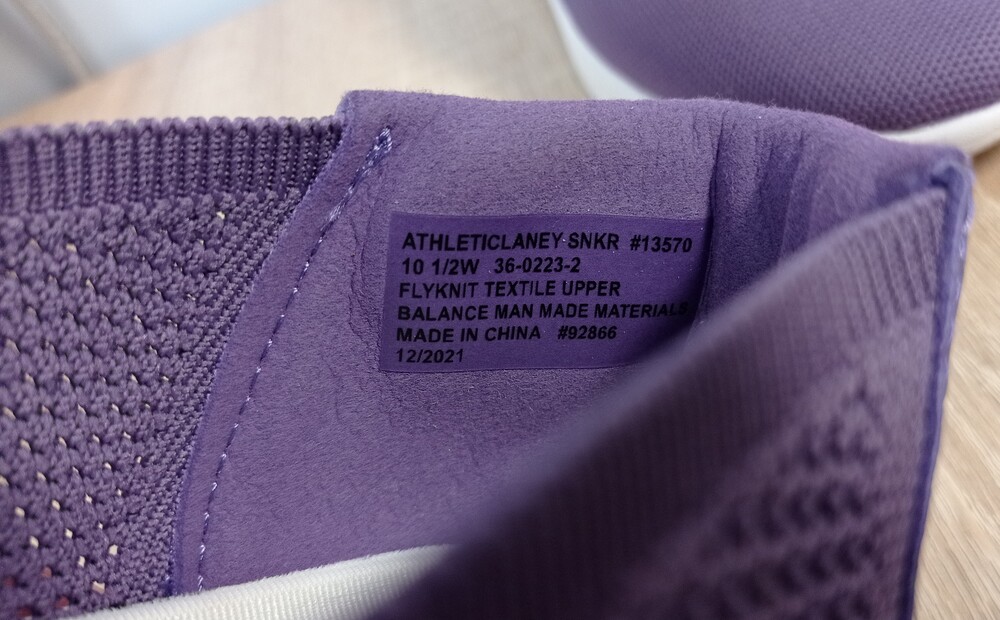 ATHLETICLANEY SNKR #13570
10 1/2W 36-0223-2
FLYKNIT TEXTILE UPPER
BALANCE MAN MADE MATERIALS
MADE IN CHINA #92866
12/2021